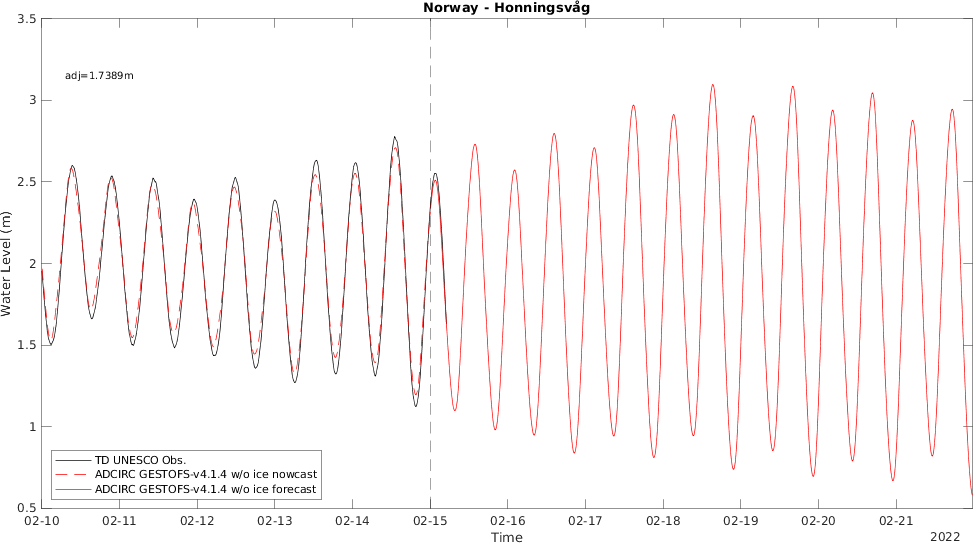 Norway - Honningsvåg
3.5
adj=1.7389m
3
2.5
2
1.5
1
0.5
Water Level (m)
TD UNESCO Obs.
ADCIRC GESTOFS-v4.1.4 w/o ice nowcast
ADCIRC GESTOFS-v4.1.4 w/o ice forecast
02-10 02-11 02-12 02-13 02-14 02-15 02-16 02-17 02-18 02-19 02-20 02-21
Time
2022